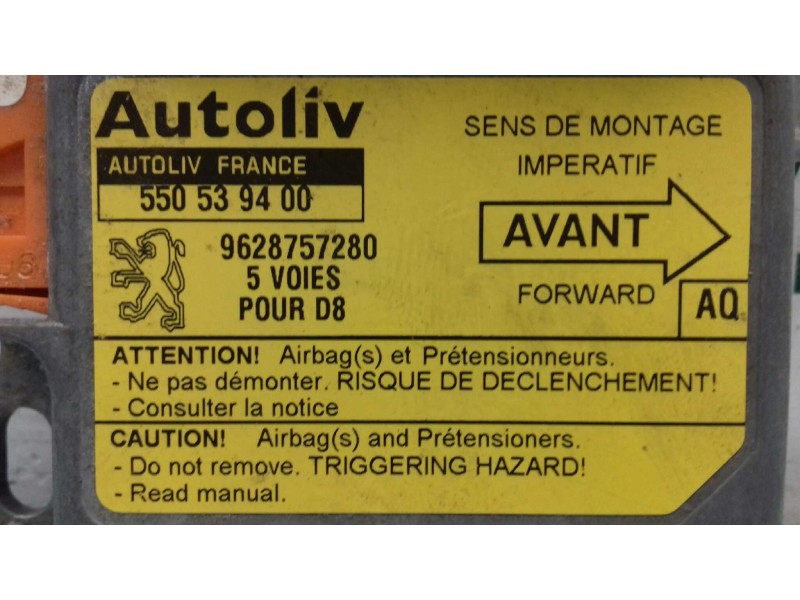 Autoliv
AUTOLIV FRANCE
550 53 94 00
9628757280
5 VOIES
POUR D8
SENS DE MONTAGE
IMPERATIF
AVANT
FORWARD
AQ
ATTENTION! Airbag(s) et Prétensionneurs.
- Ne pas démonter. RISQUE DE DECLENCHEMENT!
- Consulter la notice
CAUTION! Airbag(s) and Prétensioners.
- Do not remove. TRIGGERING HAZARD!
- Read manual.